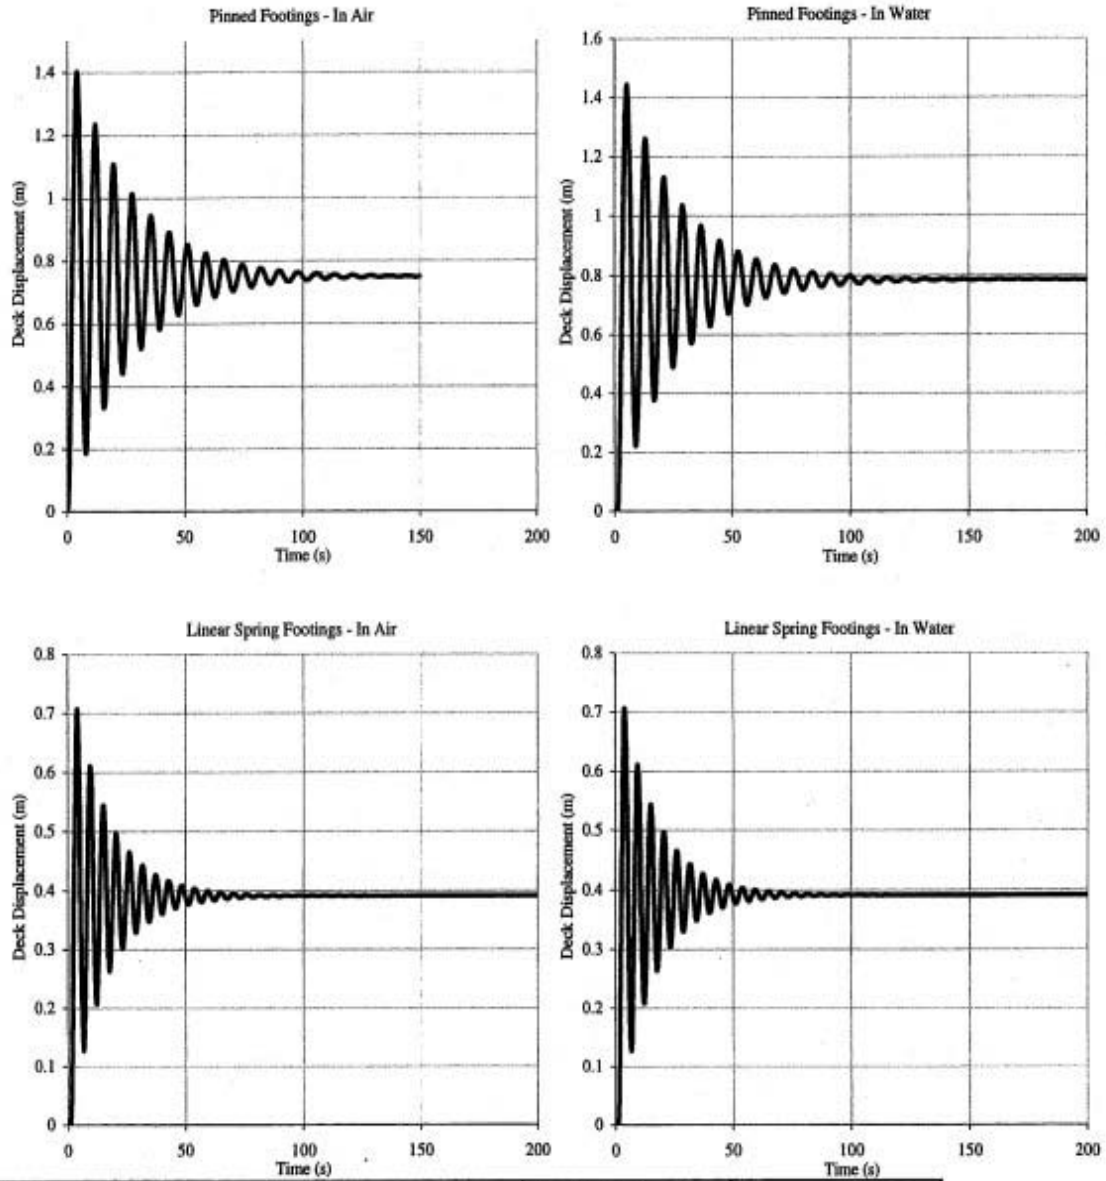 Pinned Footings - In Air
1.4
1.2
1
0.8
0.6
0.4
0.2
0
0 50 100 150 200
Deck Displacement (m)
Time (s)
Pinned Footings - In Water
1.6
1.4
1.2
1
0.8
0.6
0.4
0.2
0
0 50 100 150 200
Deck Displacement (m)
Time (s)
Linear Spring Footings - In Air
0.8
0.7
0.6
0.5
0.4
0.3
0.2
0.1
0
0 50 100 150 200
Deck Displacement (m)
Time (s)
Linear Spring Footings - In Water
0.8
0.7
0.6
0.5
0.4
0.3
0.2
0.1
0
0 50 100 150 200
Deck Displacement (m)
Time (s)